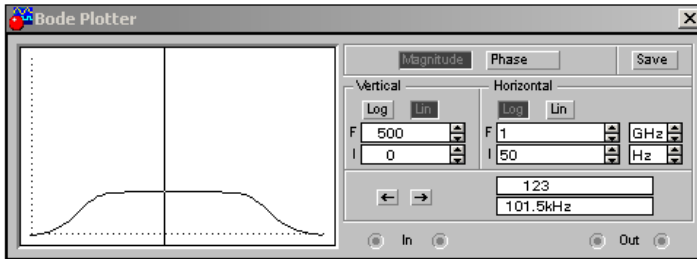 Bode Plotter
Magnitude Phase Save
Vertical Horizontal
Log Lin Log Lin
F 500 F 1 GHz
I 0 I 50 Hz
123
101.5kHz
In Out